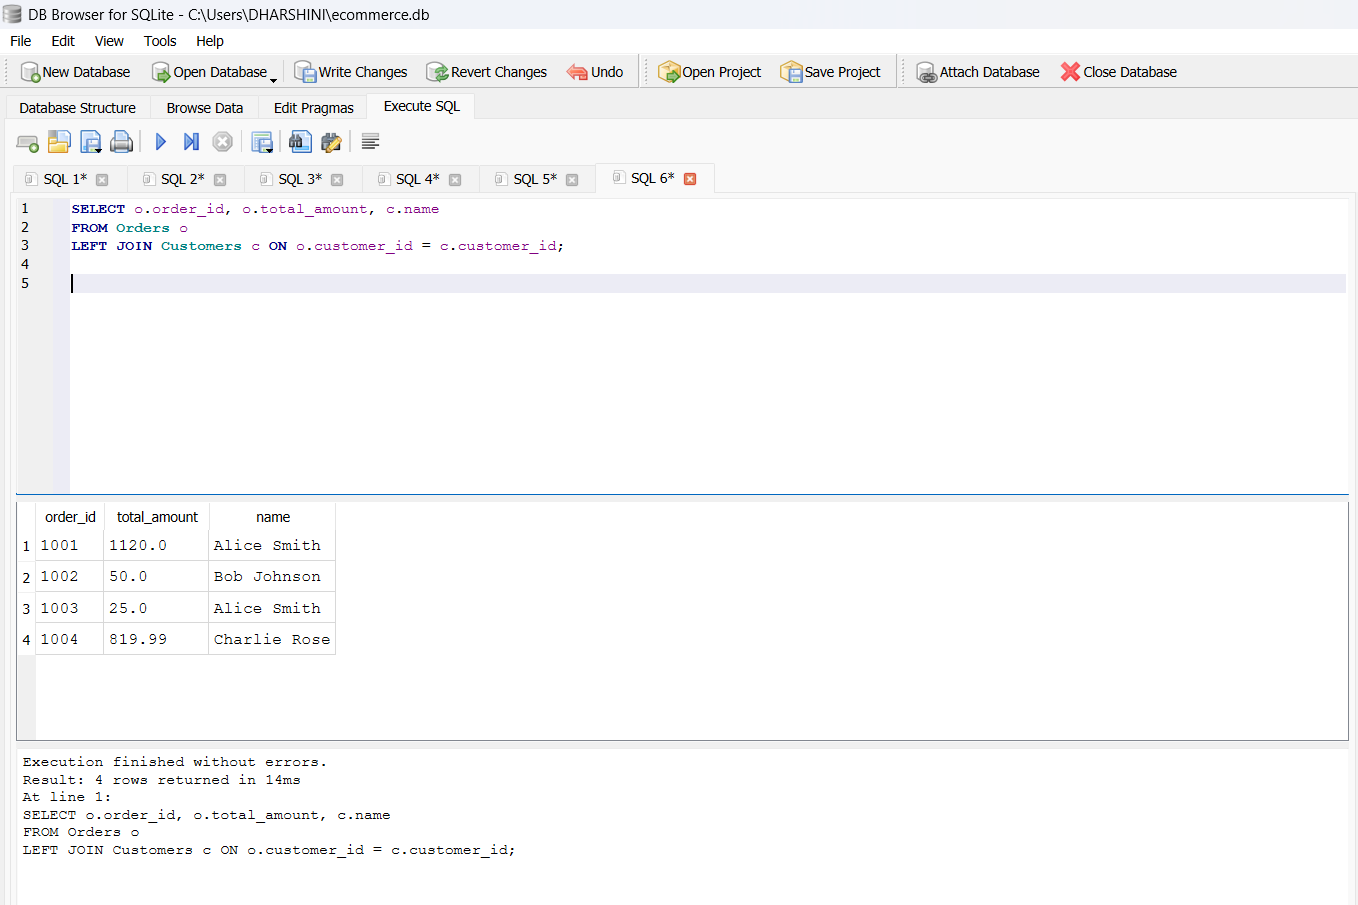 DB Browser for SQLite - C:\Users\DHARSHINI\ecommerce.db
File Edit View Tools Help
New Database Open Database Write Changes Revert Changes Undo Open Project Save Project Attach Database Close Database
Database Structure Browse Data Edit Pragmas Execute SQL
SQL 1* SQL 2* SQL 3* SQL 4* SQL 5* SQL 6*
1 SELECT o.order_id, o.total_amount, c.name
2 FROM Orders o
3 LEFT JOIN Customers c ON o.customer_id = c.customer_id;
4
5
order_id total_amount name
1 1001 1120.0 Alice Smith
2 1002 50.0 Bob Johnson
3 1003 25.0 Alice Smith
4 1004 819.99 Charlie Rose
Execution finished without errors.
Result: 4 rows returned in 14ms
At line 1:
SELECT o.order_id, o.total_amount, c.name
FROM Orders o
LEFT JOIN Customers c ON o.customer_id = c.customer_id;